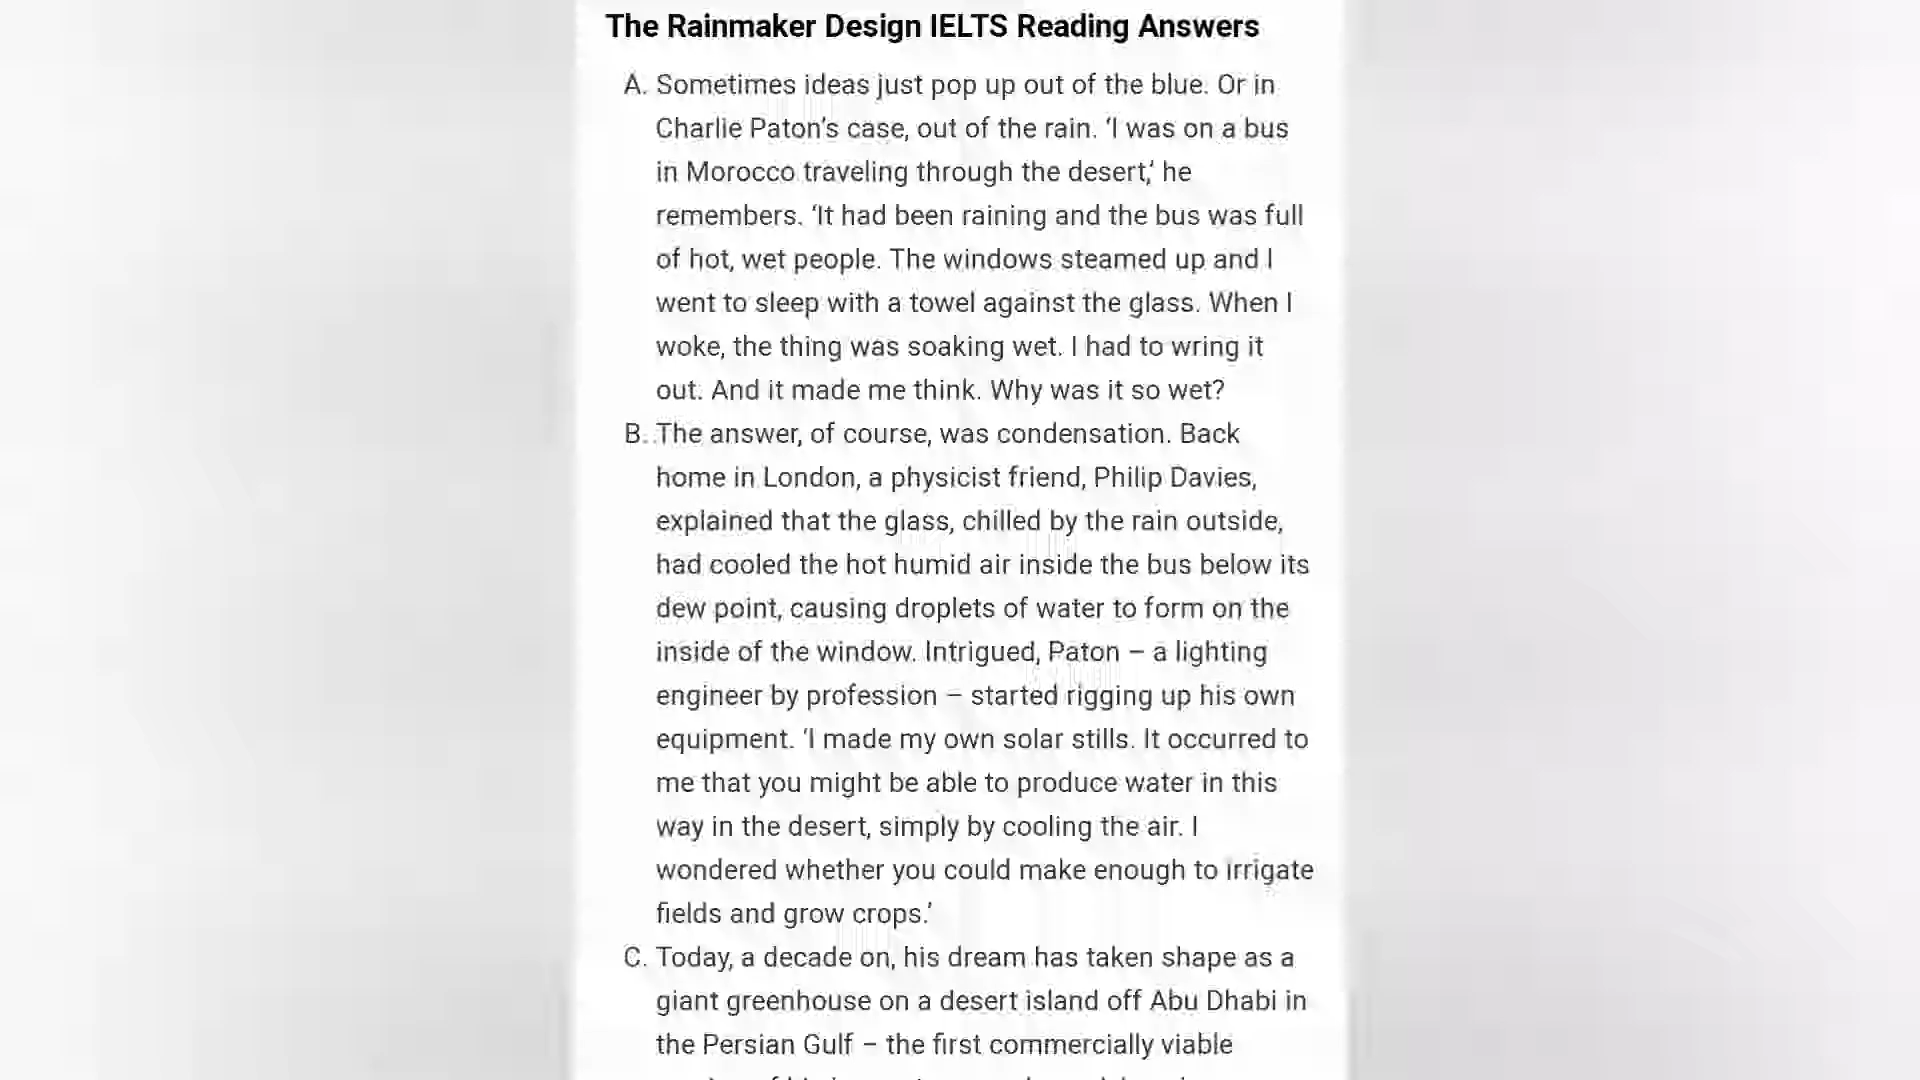 The Rainmaker Design IELTS Reading Answers
A. Sometimes ideas just pop up out of the blue. Or in
Charlie Paton's case, out of the rain. 'I was on a bus
in Morocco traveling through the desert,' he
remembers. 'It had been raining and the bus was full
of hot, wet people. The windows steamed up and I
went to sleep with a towel against the glass. When I
woke, the thing was soaking wet. I had to wring it
out. And it made me think. Why was it so wet?
B. The answer, of course, was condensation. Back
home in London, a physicist friend, Philip Davies,
explained that the glass, chilled by the rain outside,
had cooled the hot humid air inside the bus below its
dew point, causing droplets of water to form on the
inside of the window. Intrigued, Paton – a lighting
engineer by profession – started rigging up his own
equipment. 'I made my own solar stills. It occurred to
me that you might be able to produce water in this
way in the desert, simply by cooling the air. I
wondered whether you could make enough to irrigate
fields and grow crops.'
C. Today, a decade on, his dream has taken shape as a
giant greenhouse on a desert island off Abu Dhabi in
the Persian Gulf – the first commercially viable